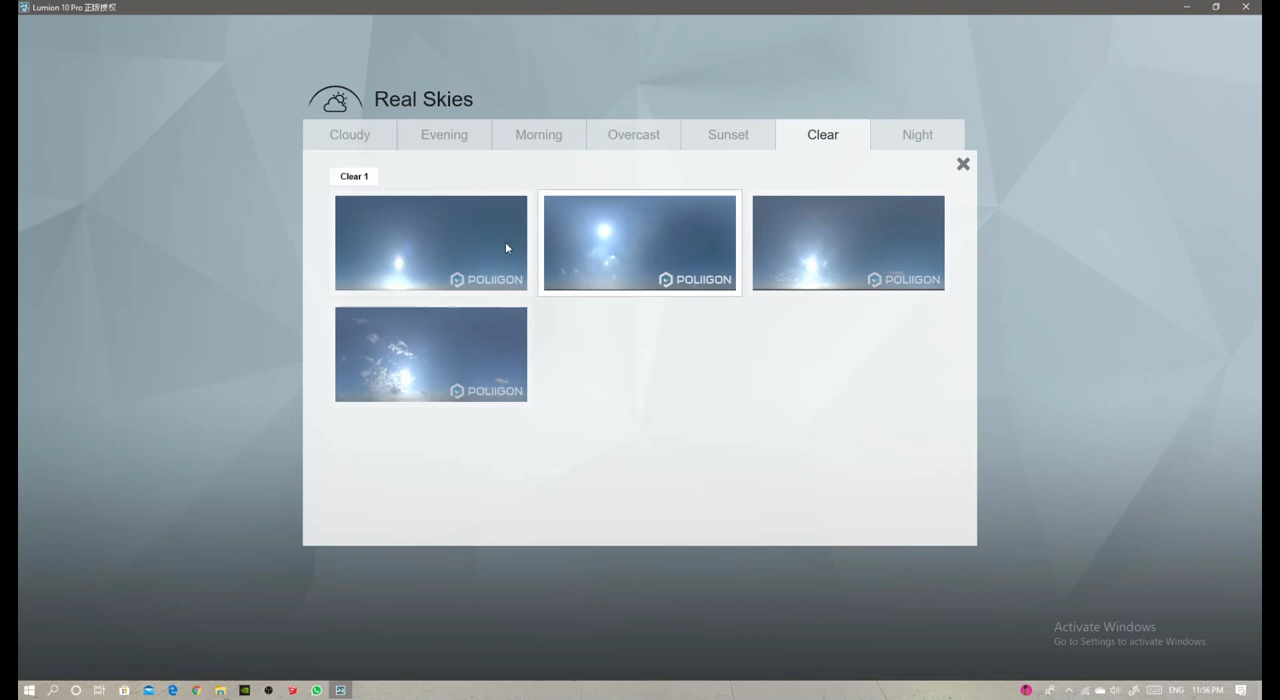 Lumion 10 Pro 正版授权
Real Skies
Cloudy Evening Morning Overcast Sunset Clear Night
Clear 1
POLIIGON POLIIGON POLIIGON
POLIIGON
Activate Windows
Go to Settings to activate Windows.
ENG 11:56 PM